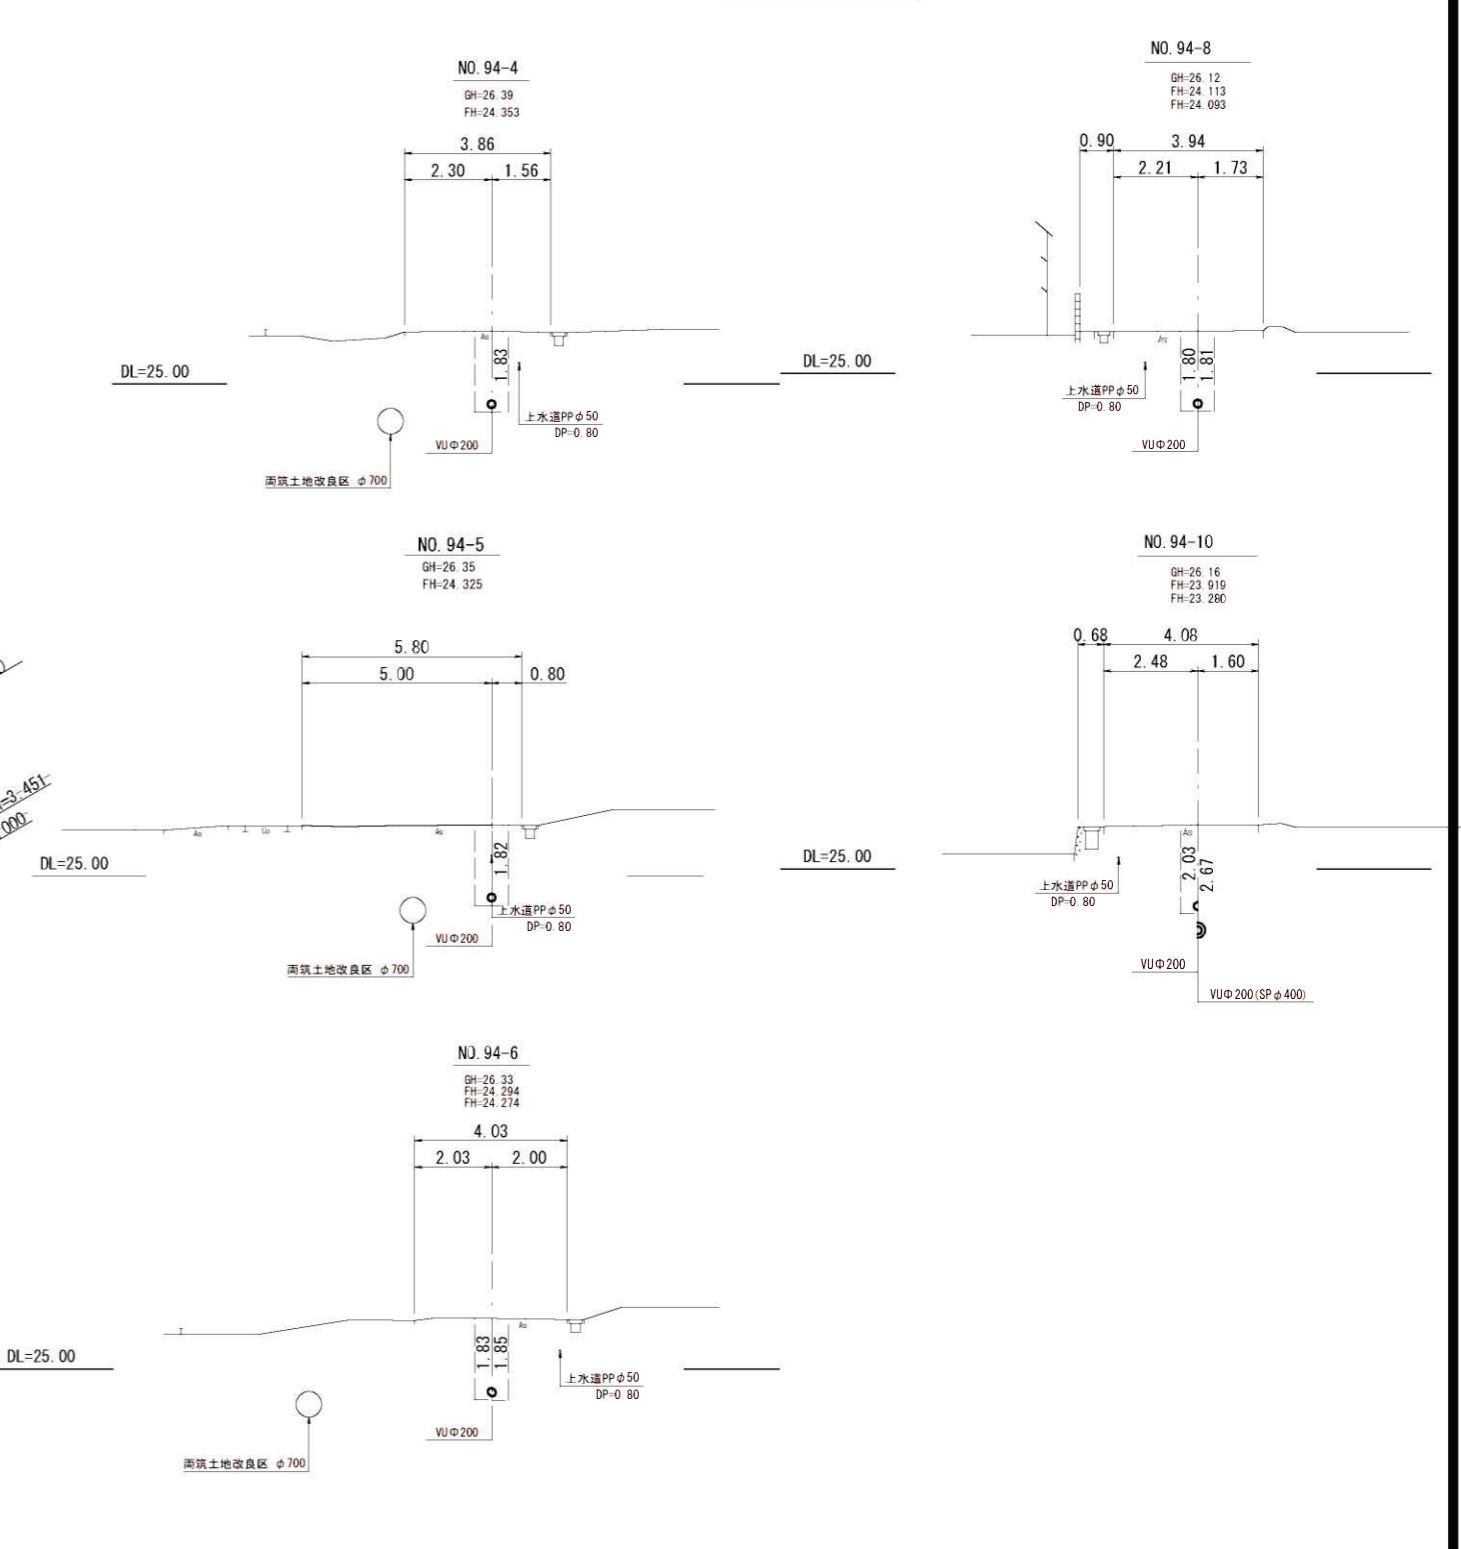 NO. 94-4
GH=26.39
FH=24.353
3.86
2.30
1.56
As
1.83
DL=25.00
上水道PPφ50
DP=0.80
VUΦ200
両筑土地改良区 φ700
NO. 94-5
GH=26.35
FH=24.325
5.80
5.00
0.80
As
Co
As
1.82
DL=25.00
上水道PPφ50
DP=0.80
VUΦ200
両筑土地改良区 φ700
=3.451
000
NO. 94-6
GH=26.33
FH=24.294
FH=24.274
4.03
2.03
2.00
As
1.83
1.85
DL=25.00
上水道PPφ50
DP=0.80
VUΦ200
両筑土地改良区 φ700
NO. 94-8
GH=26.12
FH=24.113
FH=24.093
0.90
3.94
2.21
1.73
As
1.80
1.81
DL=25.00
上水道PPφ50
DP=0.80
VUΦ200
NO. 94-10
GH=26.16
FH=23.919
FH=23.280
0.68
4.08
2.48
1.60
As
2.03
2.67
DL=25.00
上水道PPφ50
DP=0.80
VUΦ200
VUΦ200(SPφ400)